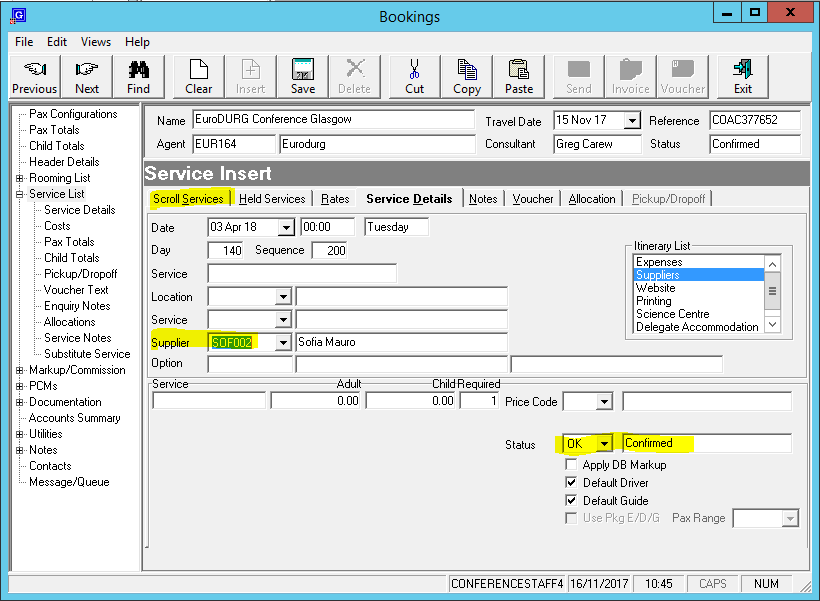 Bookings
File Edit Views Help
Previous Next Find Clear Insert Save Delete Cut Copy Paste Send Invoice Voucher Exit
Pax Configurations
Pax Totals
Child Totals
Header Details
Rooming List
Service List
Service Details
Costs
Pax Totals
Child Totals
Pickup/Dropoff
Voucher Text
Enquiry Notes
Allocations
Service Notes
Substitute Service
Markup/Commission
PCMs
Documentation
Accounts Summary
Utilities
Notes
Contacts
Message/Queue
Name EuroDURG Conference Glasgow Travel Date 15 Nov 17 Reference COAC377652
Agent EUR164 Eurodurg Consultant Greg Carew Status Confirmed
Service Insert
Scroll Services Held Services Rates Service Details Notes Voucher Allocation Pickup/Dropoff
Date 03 Apr 18 00:00 Tuesday
Day 140 Sequence 200
Service
Location
Service
Supplier SOF002 Sofia Mauro
Option
Itinerary List
Expenses
Suppliers
Website
Printing
Science Centre
Delegate Accommodation
Service Adult Child Required
0.00 0.00 1 Price Code
Status OK Confirmed
Apply DB Markup
Default Driver
Default Guide
Use Pkg E/D/G Pax Range
CONFERENCESTAFF4 16/11/2017 10:45 CAPS NUM